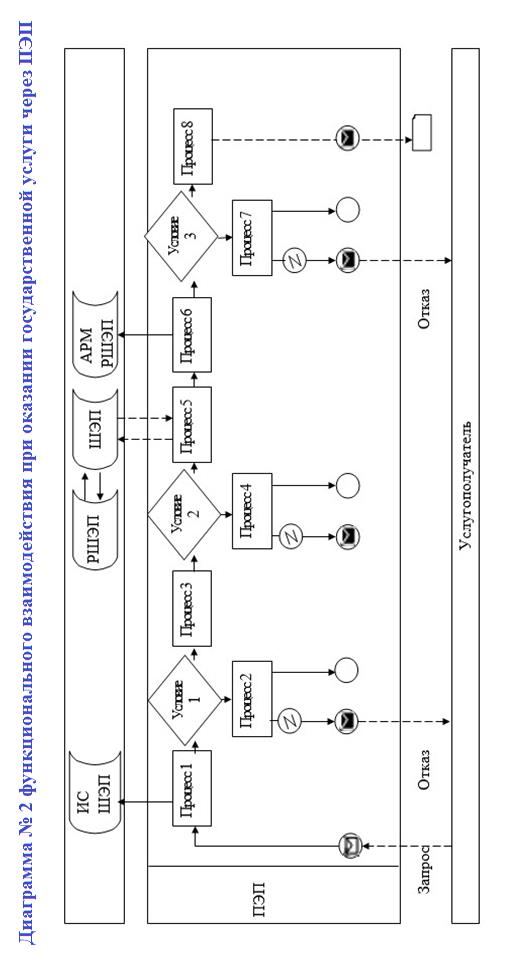 Диаграмма № 2 функционального взаимодействия при оказании государственной услуги через ПЭП
ИС
ШЭП
РШЭП
ШЭП
АРМ
РШЭП
ПЭП
Процесс 1
Условие
1
Процесс 2
Процесс 3
Условие
2
Процесс 4
Процесс 5
Процесс 6
Условие
3
Процесс 7
Процесс 8
Запрос
Отказ
Отказ
Услугополучатель